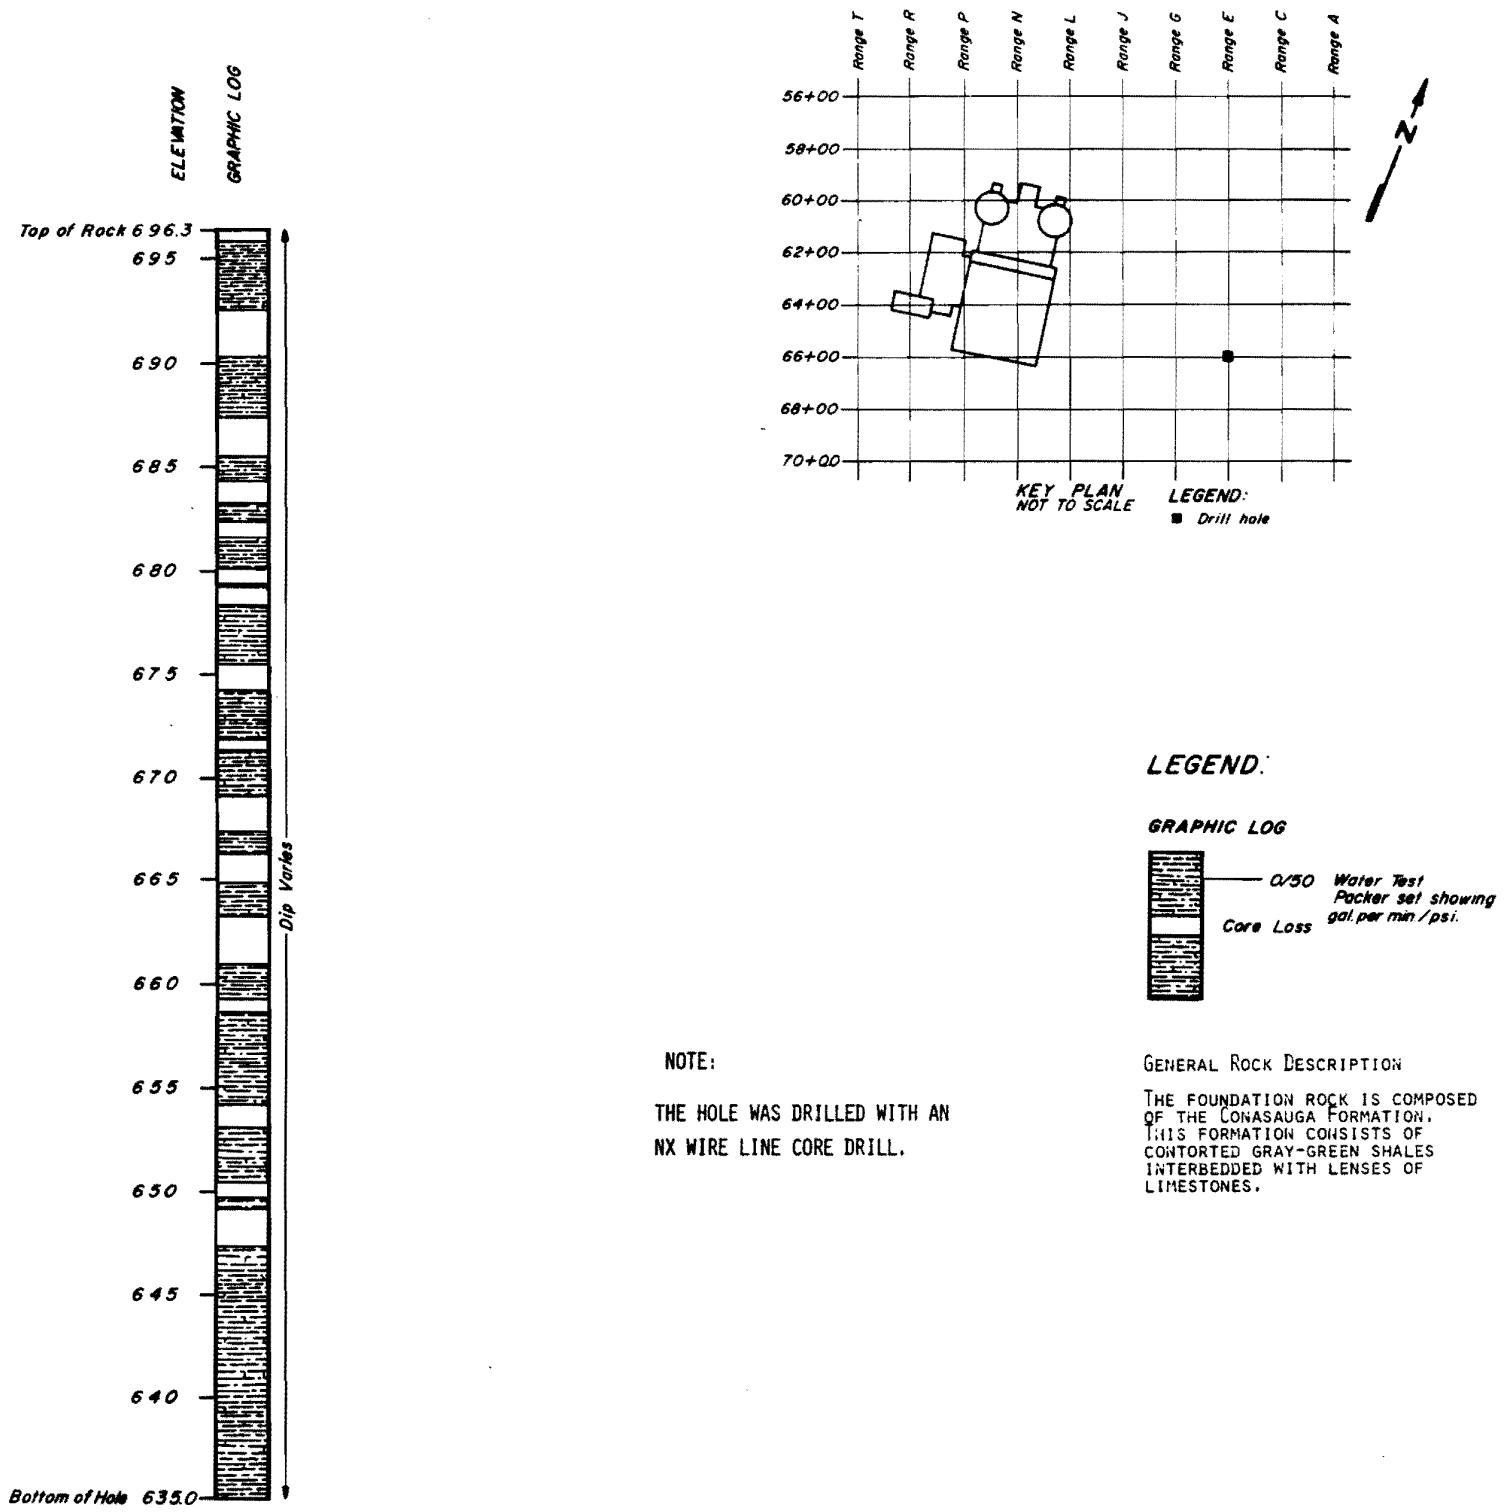 ELEVATION
GRAPHIC LOG
Top of Rock 696.3
695
690
685
680
675
670
665
660
655
650
645
640
Bottom of Hole 635.0
Dip Varies
Range T
Range R
Range P
Range N
Range L
Range J
Range G
Range E
Range C
Range A
56+00
58+00
60+00
62+00
64+00
66+00
68+00
70+00
N
KEY PLAN
NOT TO SCALE
LEGEND:
Drill hole
LEGEND:
GRAPHIC LOG
0/50 Water Test
Packer set showing
gal. per min / psi.
Core Loss
NOTE:
THE HOLE WAS DRILLED WITH AN
NX WIRE LINE CORE DRILL.
GENERAL ROCK DESCRIPTION
THE FOUNDATION ROCK IS COMPOSED
OF THE CONASAUGA FORMATION.
THIS FORMATION CONSISTS OF
CONTORTED GRAY-GREEN SHALES
INTERBEDDED WITH LENSES OF
LIMESTONES.